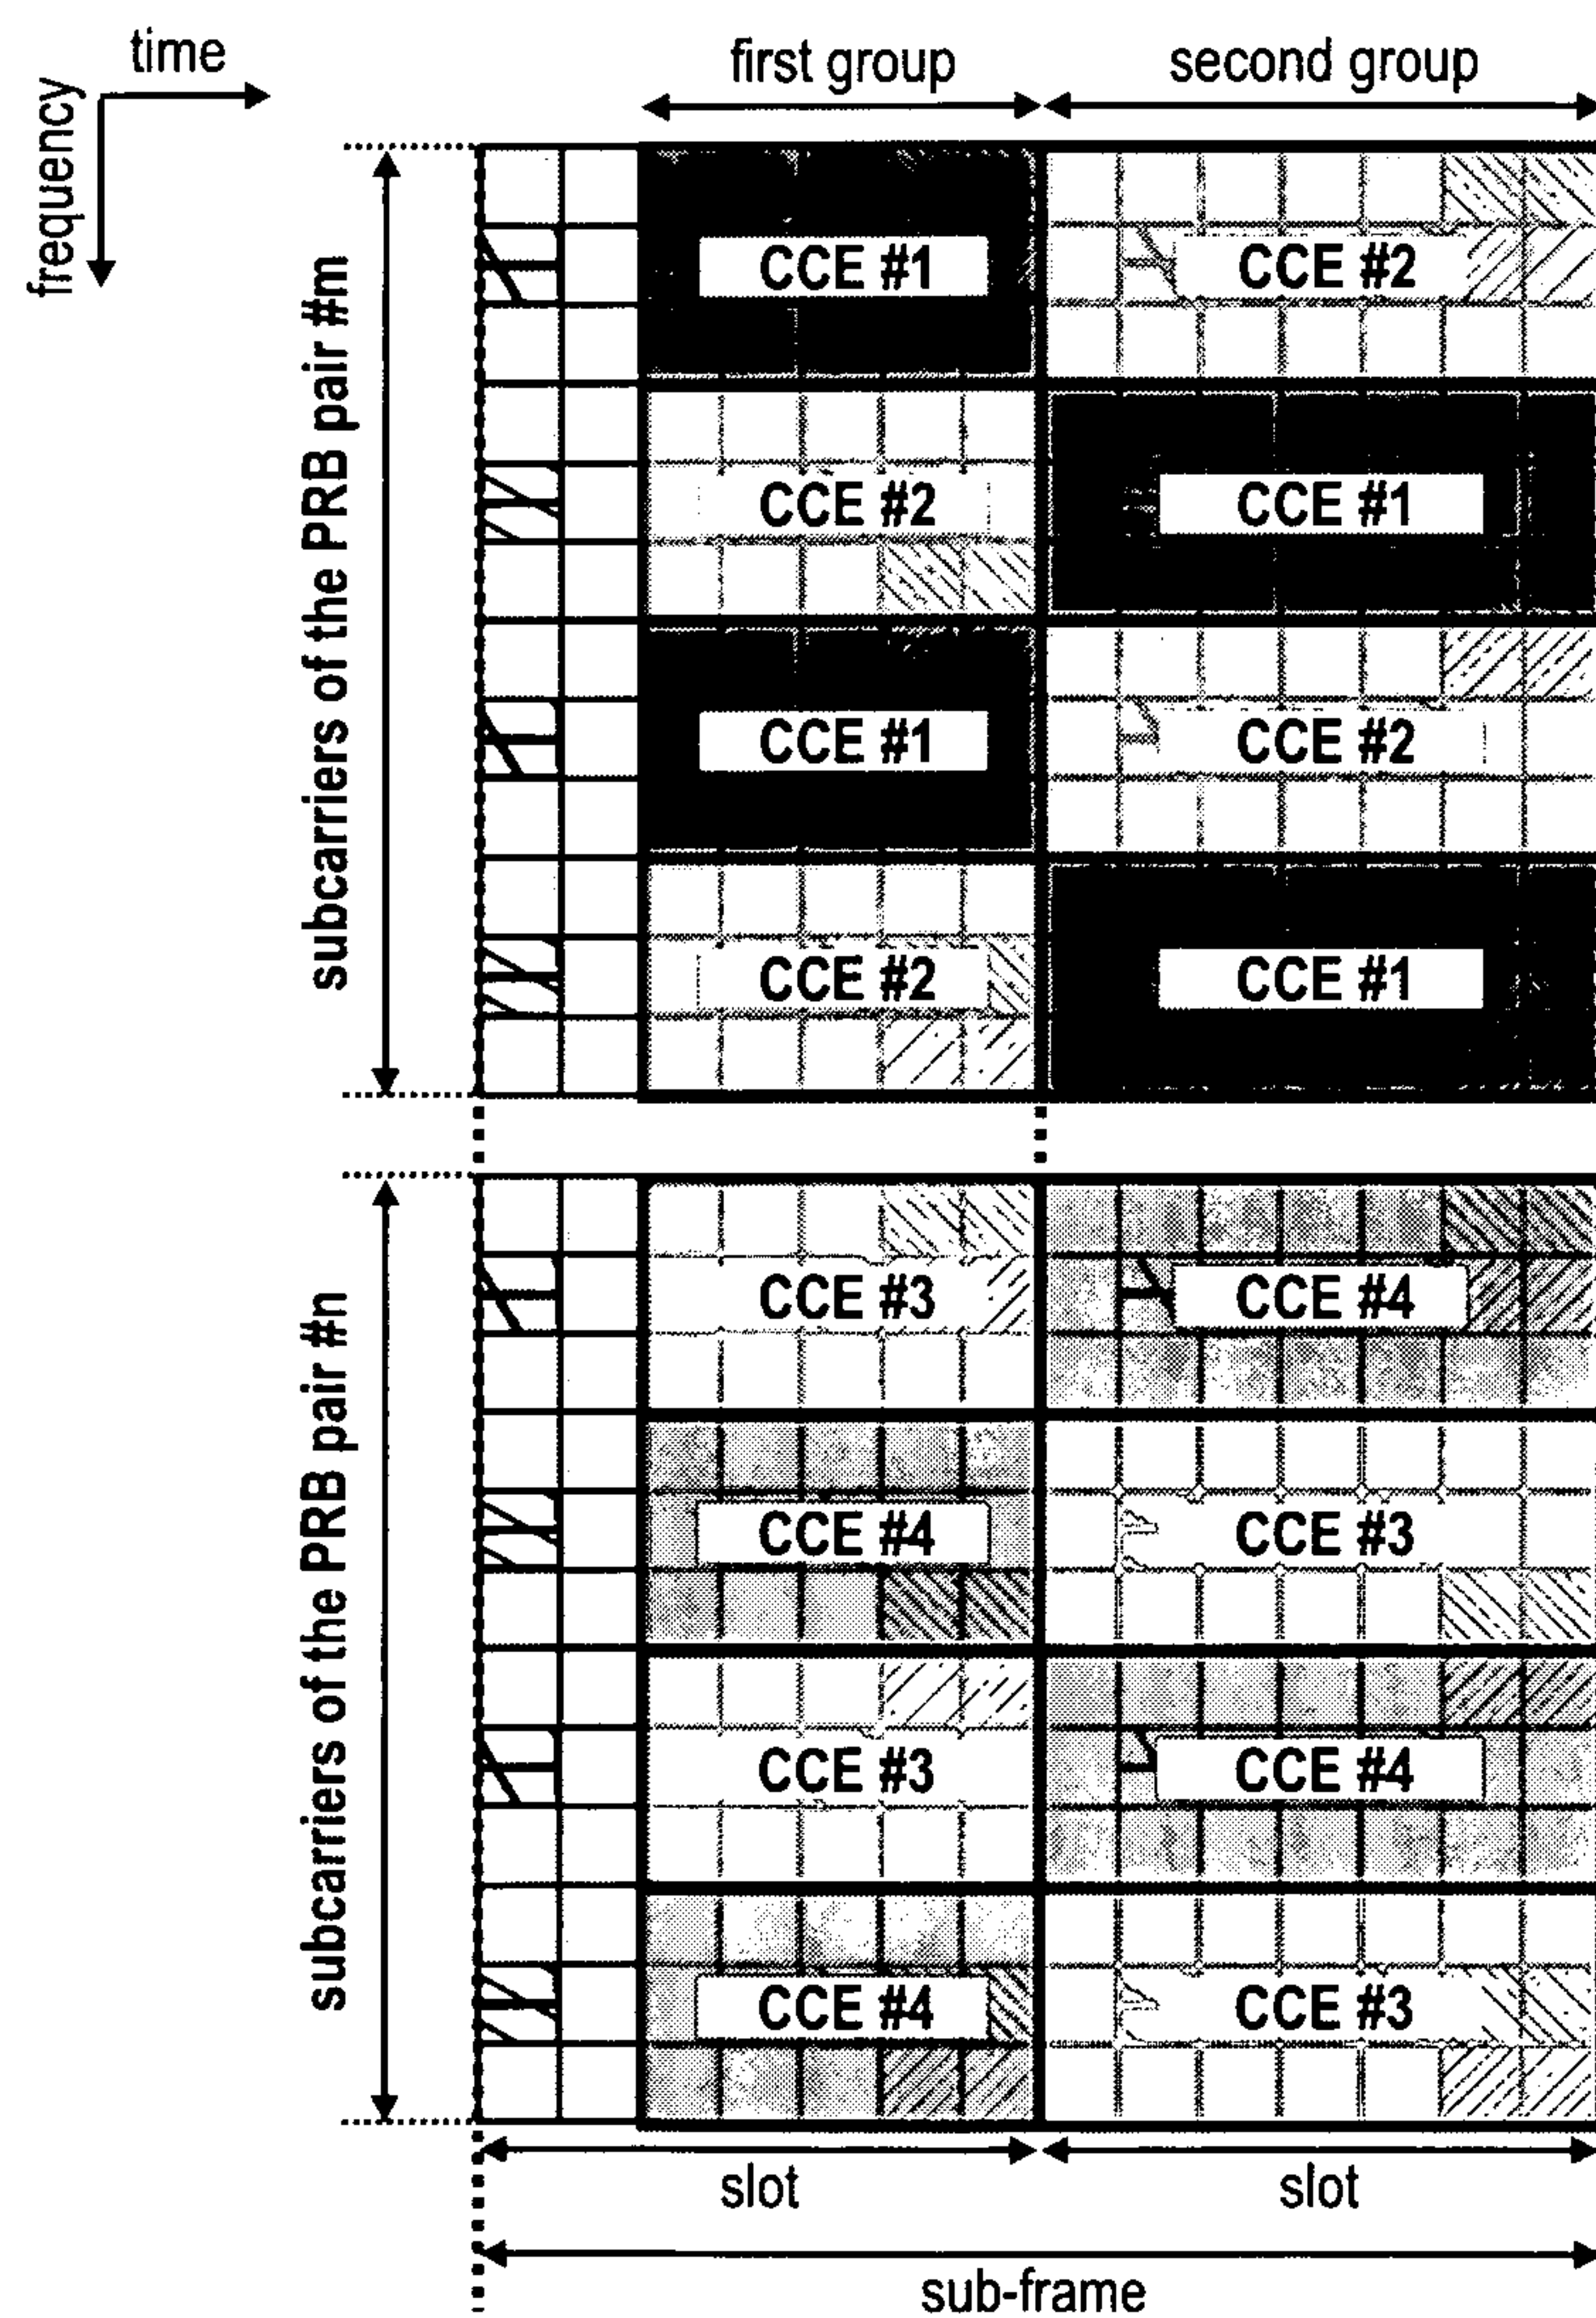 time
first group
second group
frequency
subcarriers of the PRB pair #m
CCE #1
CCE #2
CCE #2
CCE #1
CCE #1
CCE #2
CCE #2
CCE #1
subcarriers of the PRB pair #n
CCE #3
CCE #4
CCE #4
CCE #3
CCE #3
CCE #4
CCE #4
CCE #3
slot
slot
sub-frame